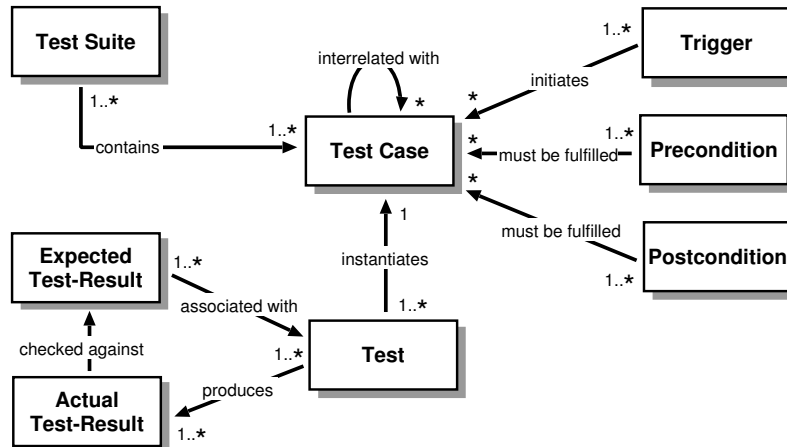 Test Suite
interrelated with
1..*
Trigger
1..*
*
*
initiates
1..*
contains
Test Case
*
1..*
must be fulfilled
Precondition
*
1
must be fulfilled
Postcondition
1..*
Expected
Test-Result
1..*
instantiates
associated with
1..*
checked against
1..*
Test
Actual
Test-Result
produces
1..*